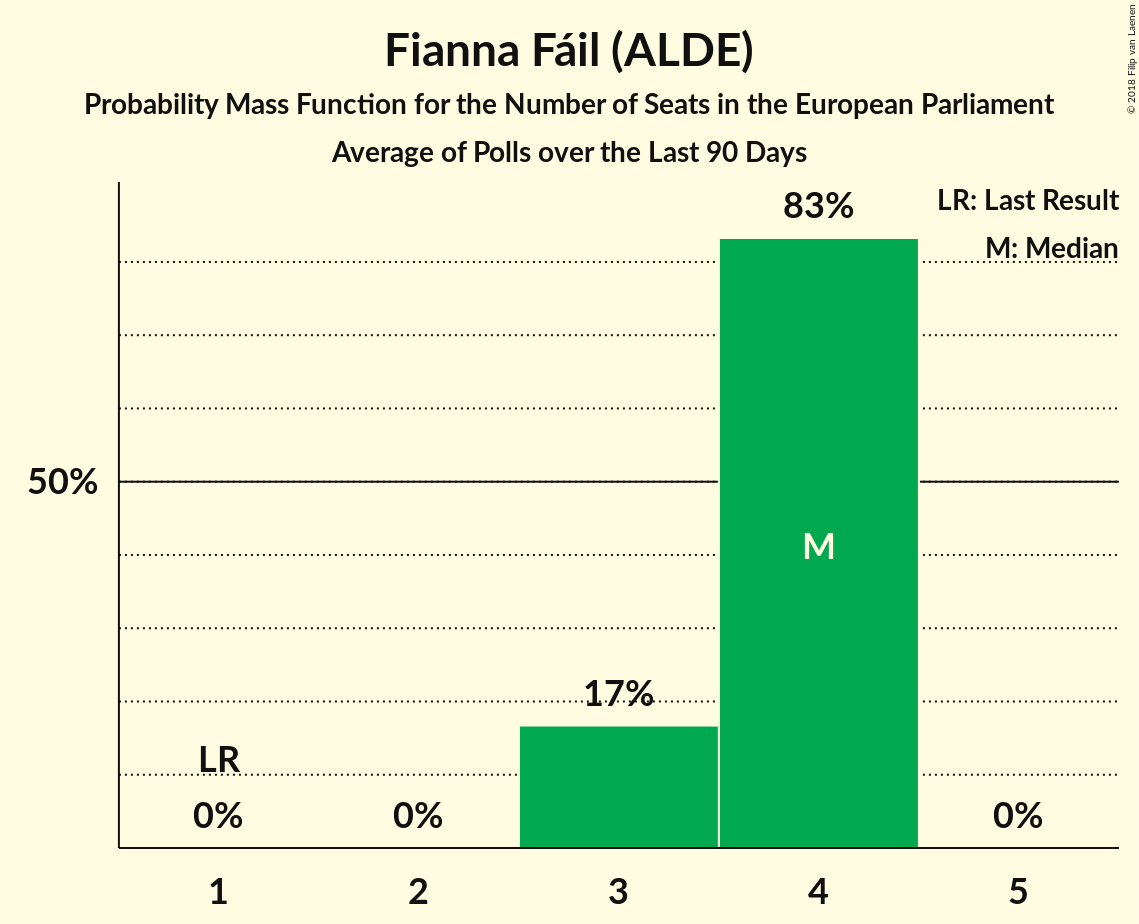 Fianna Fáil (ALDE)
Probability Mass Function for the Number of Seats in the European Parliament
Average of Polls over the Last 90 Days
© 2018 Filip van Laenen
LR: Last Result
M: Median
83%
50%
M
17%
LR
0%
0%
0%
1
2
3
4
5